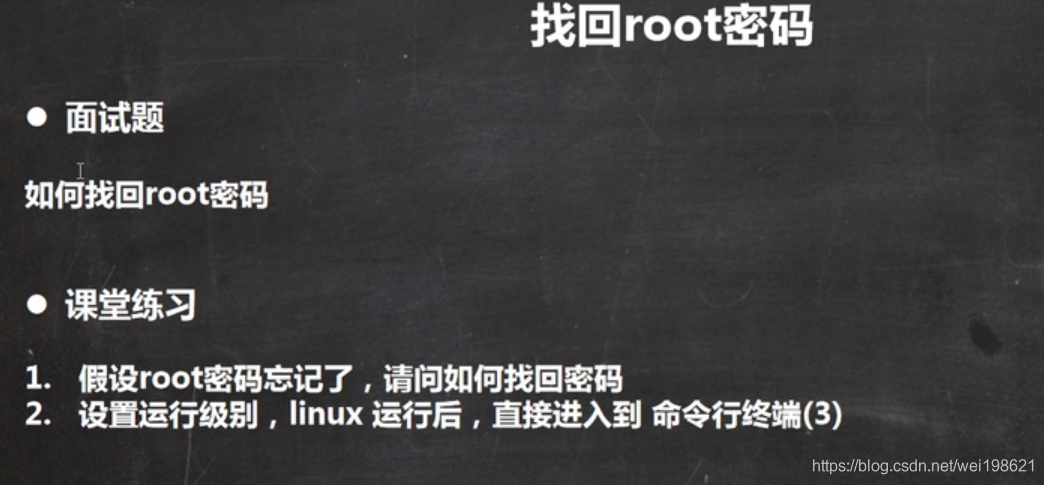 找回root密码
● 面试题
如何找回root密码
● 课堂练习
1. 假设root密码忘记了，请问如何找回密码
2. 设置运行级别，linux 运行后，直接进入到 命令行终端(3)
https://blog.csdn.net/wei198621